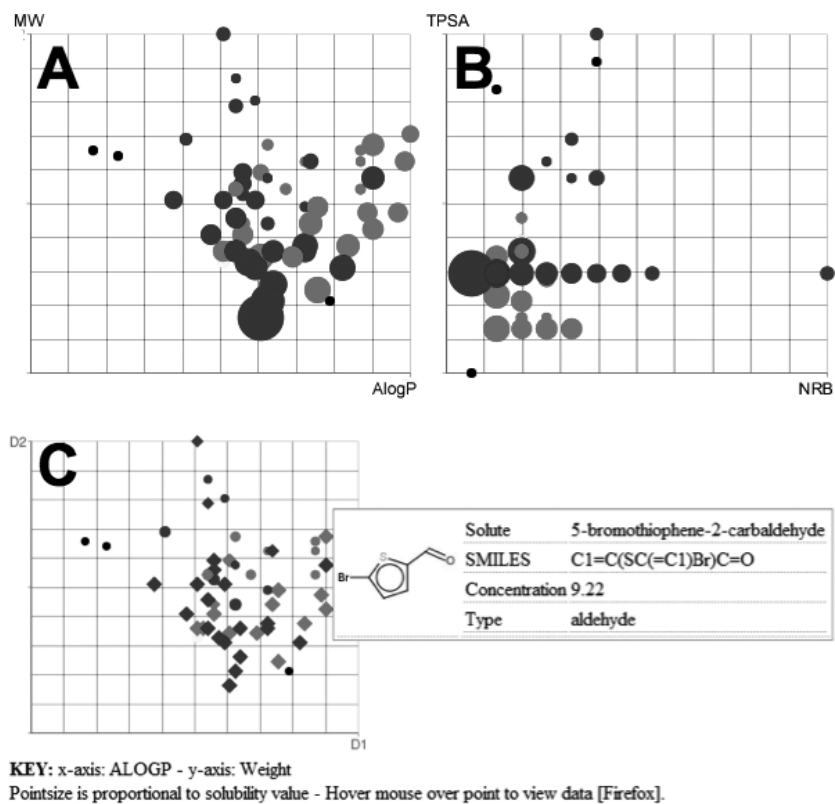 MW
TPSA
A
B
AlogP
NRB
D2
C
Solute 5-bromothiophene-2-carbaldehyde
SMILES C1=C(SC(=C1)Br)C=O
Concentration 9.22
Type aldehyde
S
O
Br
D1
KEY: x-axis: ALOGP - y-axis: Weight
Pointsize is proportional to solubility value - Hover mouse over point to view data [Firefox].